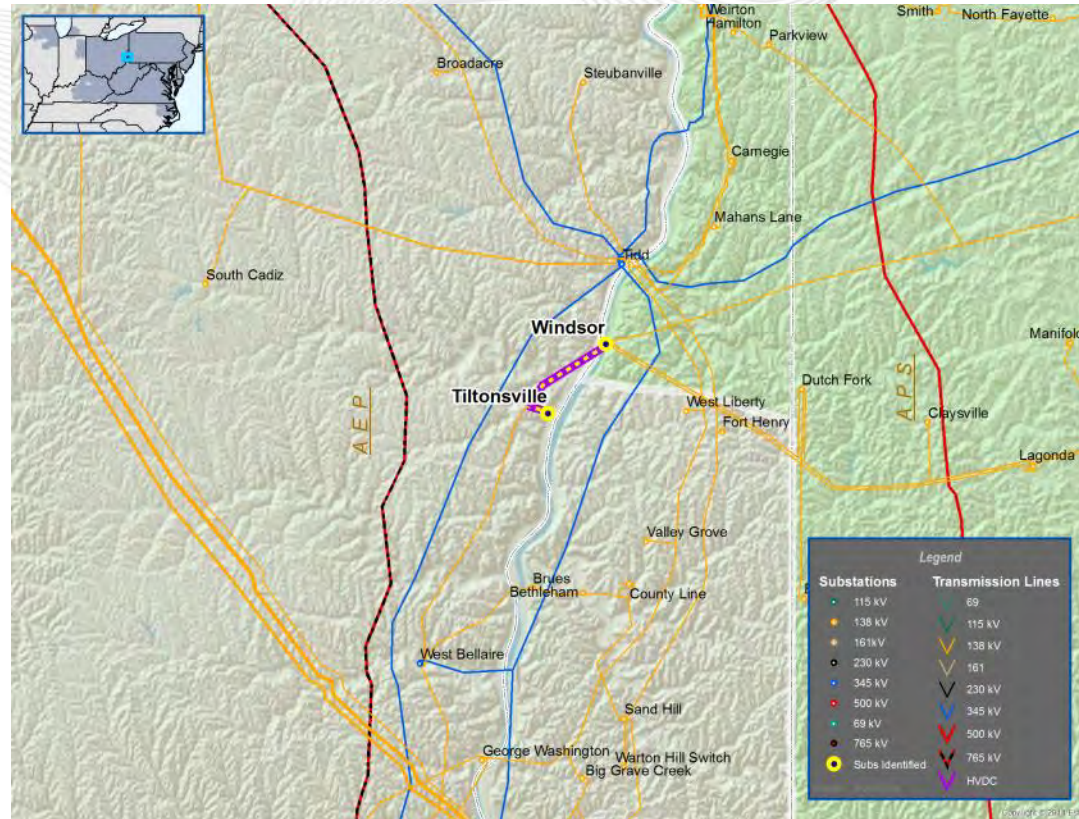 Weirton
Hamilton
Smith
North Fayette
Parkview
Broadacre
Steubanville
Carnegie
Mahans Lane
Tidd
South Cadiz
Windsor
Manifold
Tiltonsville
Dutch Fork
West Liberty
Claysville
Fort Henry
AEP
APS
Lagonda
Valley Grove
Brues
Bethleham
County Line
West Bellaire
Sand Hill
George Washington
Warton Hill Switch
Big Grave Creek
Legend
Substations
115 kV
138 kV
161kV
230 kV
345 kV
500 kV
69 kV
765 kV
Subs Identified
Transmission Lines
69
115 kV
138 kV
161
230 kV
345 kV
500 kV
765 kV
HVDC